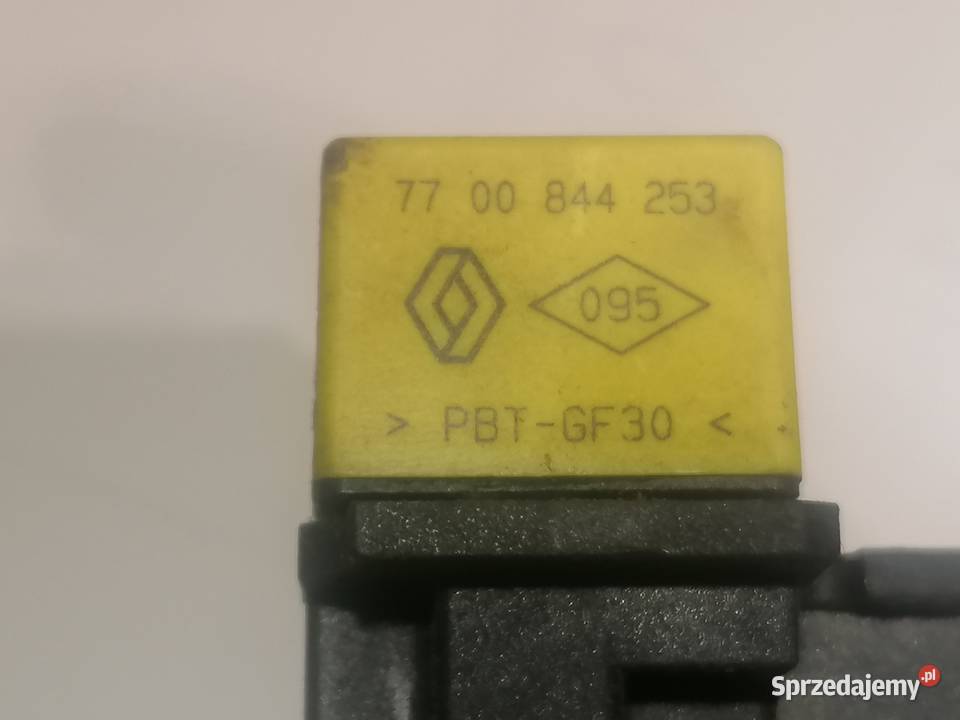 77 00 844 253
095
> PBT-GF30 <
Sprzedajemy.pl